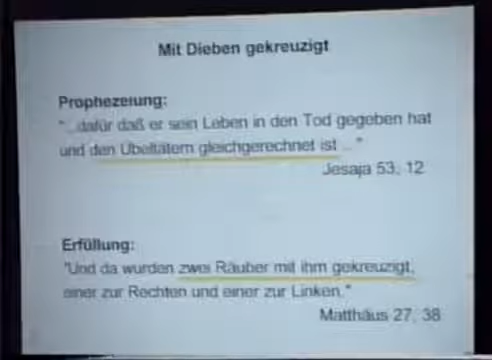 Mit Dieben gekreuzigt
Prophezeiung:
"...dafür daß er sein Leben in den Tod gegeben hat
und den Übeltätern gleichgerechnet ist ..."
Jesaja 53, 12
Erfüllung:
"Und da wurden zwei Räuber mit ihm gekreuzigt,
einer zur Rechten und einer zur Linken."
Matthäus 27, 38